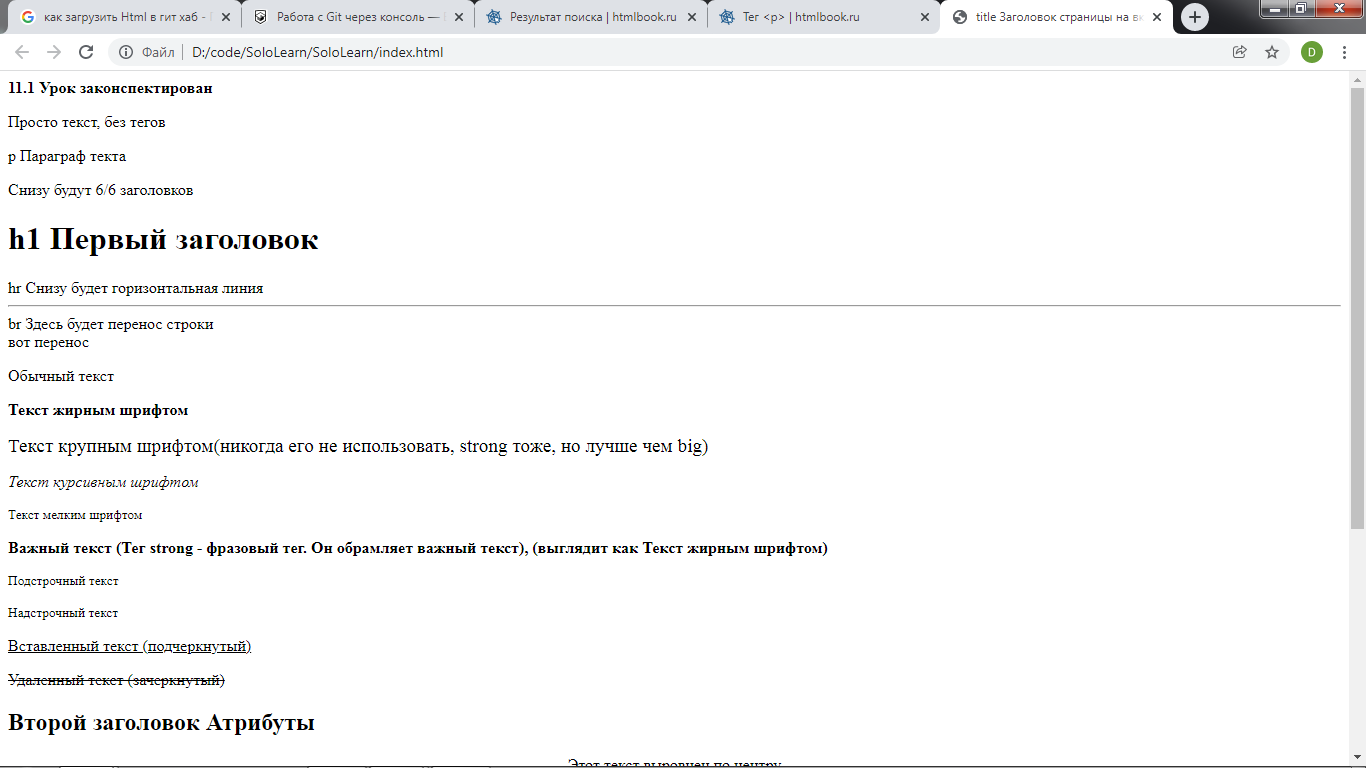 как загрузить Html в гит хаб -
Работа с Git через консоль —
Результат поиска | htmlbook.ru
Тег <p> | htmlbook.ru
title Заголовок страницы на
Файл
D:/code/SoloLearn/SoloLearn/index.html
D
11.1 Урок законспектирован
Просто текст, без тегов
p Параграф текта
Снизу будут 6/6 заголовков
h1 Первый заголовок
hr Снизу будет горизонтальная линия
br Здесь будет перенос строки
вот перенос
Обычный текст
Текст жирным шрифтом
Текст крупным шрифтом(никогда его не использовать, strong тоже, но лучше чем big)
Текст курсивным шрифтом
Текст мелким шрифтом
Важный текст (Тег strong - фразовый тег. Он обрамляет важный текст), (выглядит как Текст жирным шрифтом)
Подстрочный текст
Надстрочный текст
Вставленный текст (подчеркнутый)
Удаленный текст (зачеркнутый)
Второй заголовок Атрибуты
Этот текст выровнен по центру